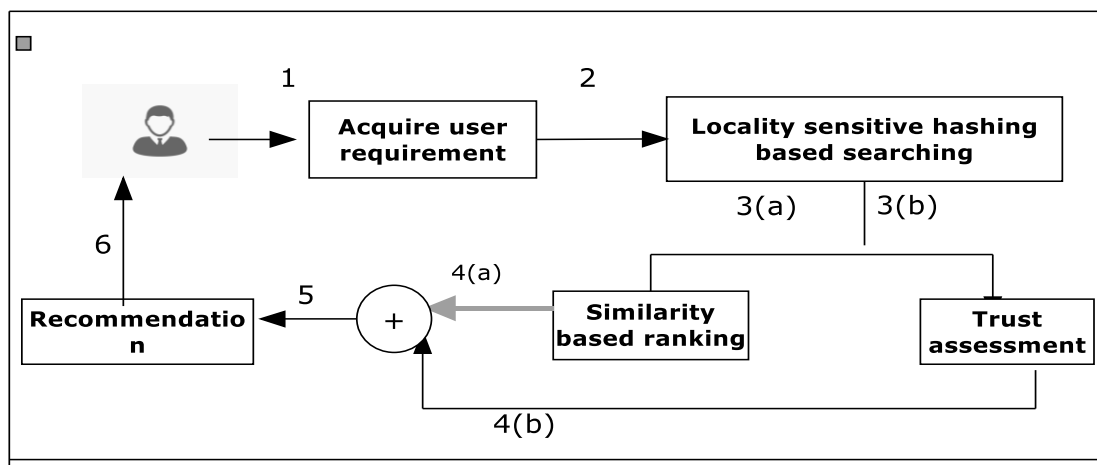 1
2
Acquire user
requirement
Locality sensitive hashing
based searching
3(a)
3(b)
6
4(a)
5
Recommendatio
n
+
Similarity
based ranking
Trust
assessment
4(b)